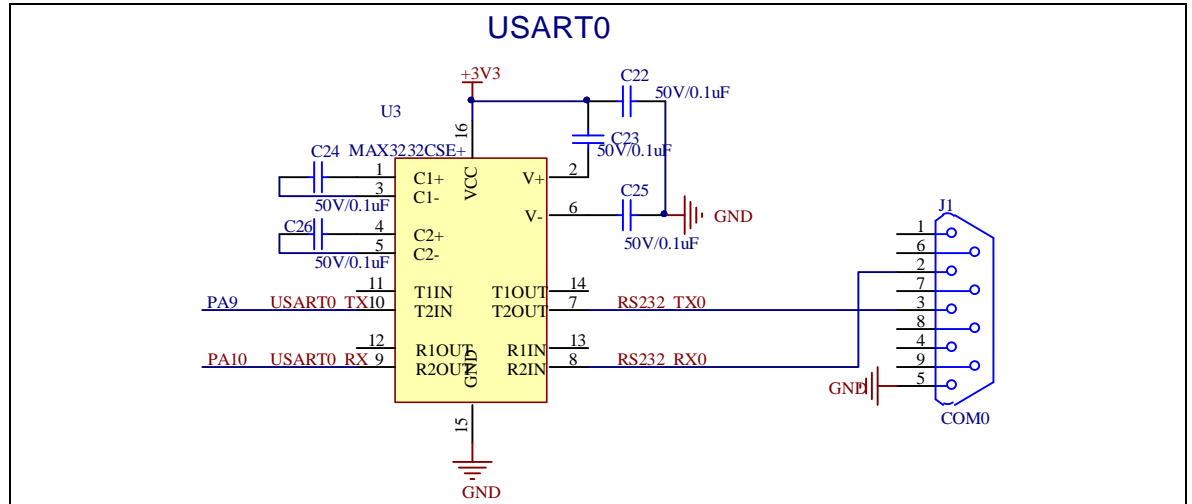 USART0
+3V3
C22
50V/0.1uF
U3
16
C23
50V/0.1uF
MAX3232CSE+
C24
1
C1+
VCC
V+
2
3
C1-
50V/0.1uF
C25
V-
6
GND
50V/0.1uF
C26
4
C2+
5
C2-
50V/0.1uF
J1
1
6
2
7
3
8
4
9
5
GND
COM0
11
T1IN
T1OUT
14
PA9
USART0_TX
10
T2IN
T2OUT
7
RS232_TX0
12
R1OUT
R1IN
13
PA10
USART0_RX
9
R2OUT
GND
R2IN
8
RS232_RX0
15
GND